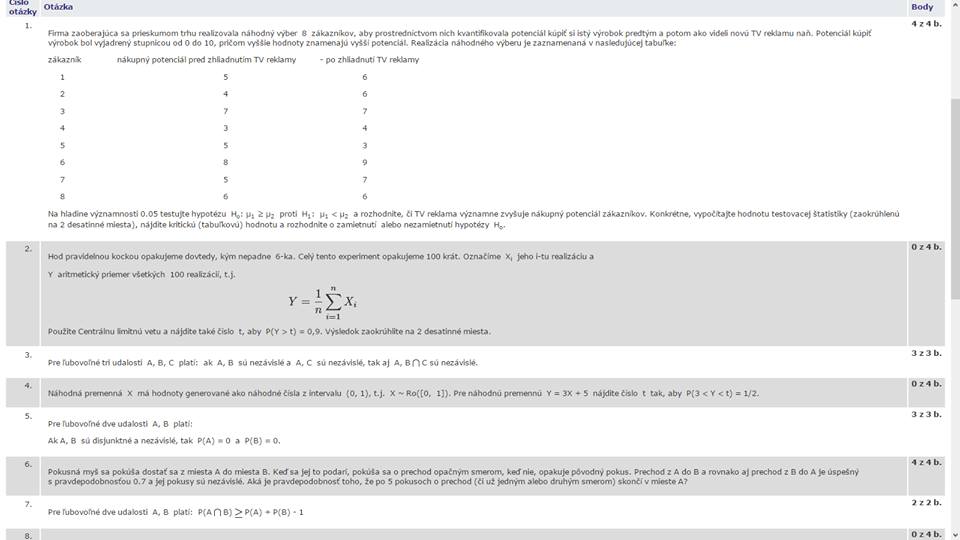 Číslo otázky Otázka Body
1. 4 z 4 b.
Firma zaoberajúca sa prieskumom trhu realizovala náhodný výber 8 zákazníkov, aby prostredníctvom nich kvantifikovala potenciál kúpiť si istý výrobok predtým a potom ako videli novú TV reklamu naň. Potenciál kúpiť
výrobok bol vyjadrený stupnicou od 0 do 10, pričom vyššie hodnoty znamenajú vyšší potenciál. Realizácia náhodného výberu je zaznamenaná v nasledujúcej tabuľke:
zákazník nákupný potenciál pred zhliadnutím TV reklamy - po zhliadnutí TV reklamy
1 5 6
2 4 6
3 7 7
4 3 4
5 5 3
6 8 9
7 5 7
8 6 6
Na hladine významnosti 0.05 testujte hypotézu H₀: μ₁ ≥ μ₂ proti H₁: μ₁ < μ₂ a rozhodnite, či TV reklama významne zvyšuje nákupný potenciál zákazníkov. Konkrétne, vypočítajte hodnotu testovacej štatistiky (zaokrúhlenú
na 2 desatinné miesta), nájdite kritickú (tabuľkovú) hodnotu a rozhodnite o zamietnutí alebo nezamietnutí hypotézy H₀.
2. 0 z 4 b.
Hod pravidelnou kockou opakujeme dovtedy, kým nepadne 6-ka. Celý tento experiment opakujeme 100 krát. Označíme Xᵢ jeho i-tu realizáciu a
Y aritmetický priemer všetkých 100 realizácií, t.j.
Y = 1/n ∑ᵢ₌₁ⁿ Xᵢ
Použite Centrálnu limitnú vetu a nájdite také číslo t, aby P(Y > t) = 0,9. Výsledok zaokrúhlite na 2 desatinné miesta.
3. 3 z 3 b.
Pre ľubovoľné tri udalosti A, B, C platí: ak A, B sú nezávislé a A, C sú nezávislé, tak aj A, B⋂C sú nezávislé.
4. 0 z 4 b.
Náhodná premenná X má hodnoty generované ako náhodné čísla z intervalu (0, 1), t.j. X ~ Ro([0, 1]). Pre náhodnú premennú Y = 3X + 5 nájdite číslo t tak, aby P(3 < Y < t) = 1/2.
5. 3 z 3 b.
Pre ľubovoľné dve udalosti A, B platí:
Ak A, B sú disjunktné a nezávislé, tak P(A) = 0 a P(B) = 0.
6. 4 z 4 b.
Pokusná myš sa pokúša dostať sa z miesta A do miesta B. Keď sa jej to podarí, pokúša sa o prechod opačným smerom, keď nie, opakuje pôvodný pokus. Prechod z A do B a rovnako aj prechod z B do A je úspešný
s pravdepodobnosťou 0.7 a jej pokusy sú nezávislé. Aká je pravdepodobnosť toho, že po 5 pokusoch o prechod (či už jedným alebo druhým smerom) skončí v mieste A?
7. 2 z 2 b.
Pre ľubovoľné dve udalosti A, B platí: P(A⋂B) ≥ P(A) + P(B) - 1
8. 0 z 4 b.